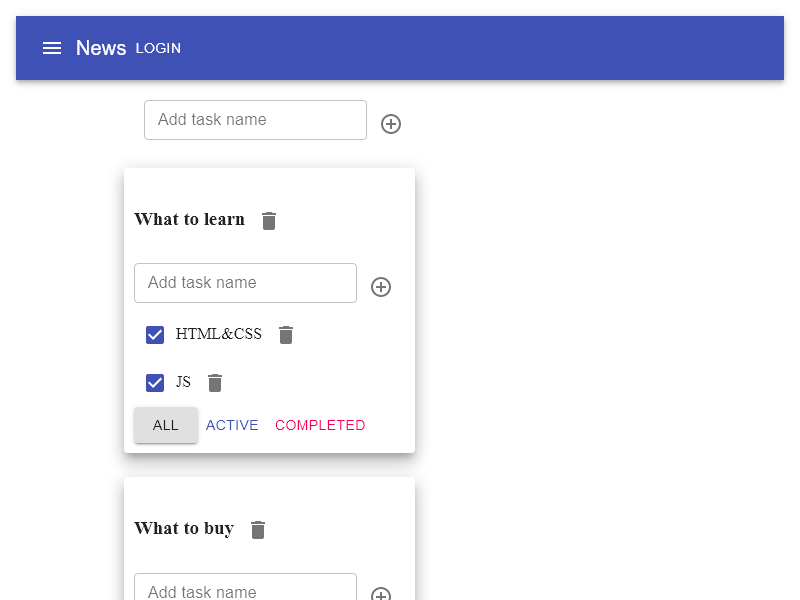 News LOGIN
Add task name
What to learn
Add task name
HTML&CSS
JS
ALL ACTIVE COMPLETED
What to buy
Add task name